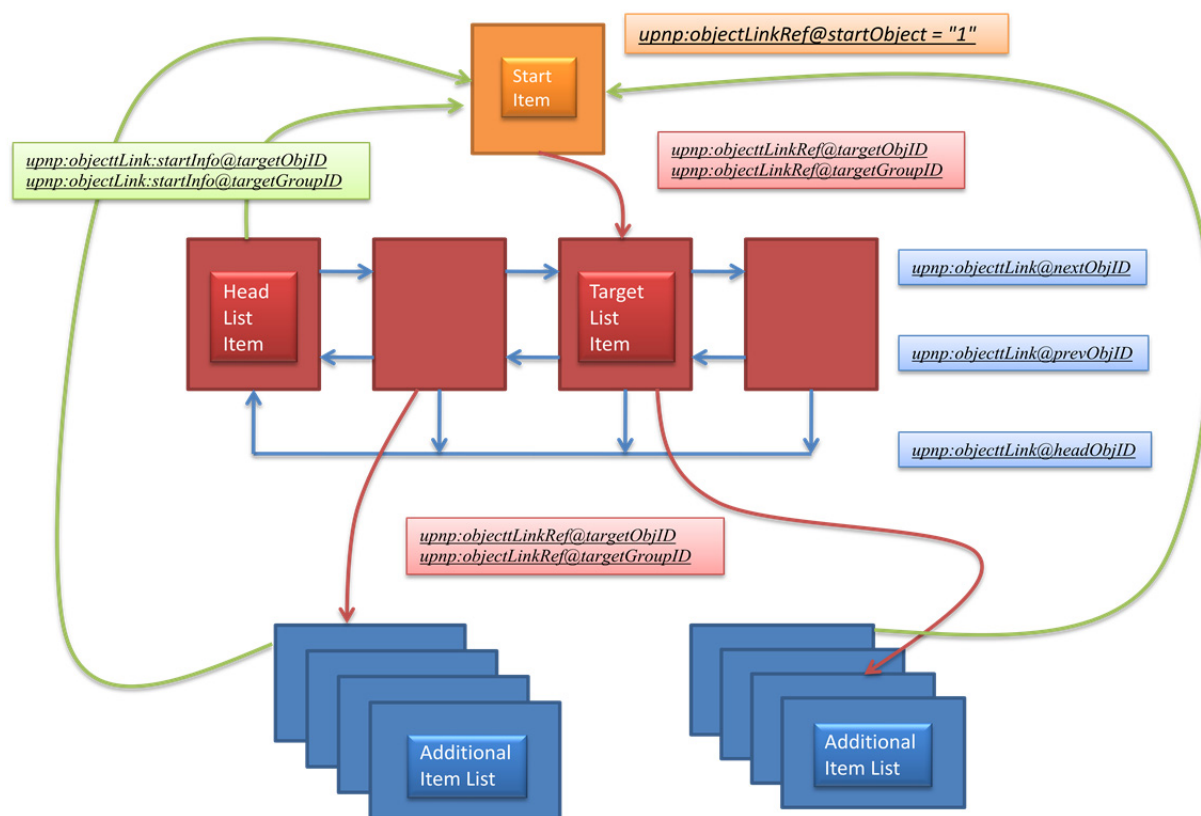 upnp:objectLinkRef@startObject = "1"
Start
Item
upnp:objecttLink:startInfo@targetObjID
upnp:objectLink:startInfo@targetGroupID
upnp:objecttLinkRef@targetObjID
upnp:objectLinkRef@targetGroupID
Head
List
Item
Target
List
Item
upnp:objecttLink@nextObjID
upnp:objecttLink@prevObjID
upnp:objecttLink@headObjID
upnp:objecttLinkRef@targetObjID
upnp:objectLinkRef@targetGroupID
Additional
Item List
Additional
Item List